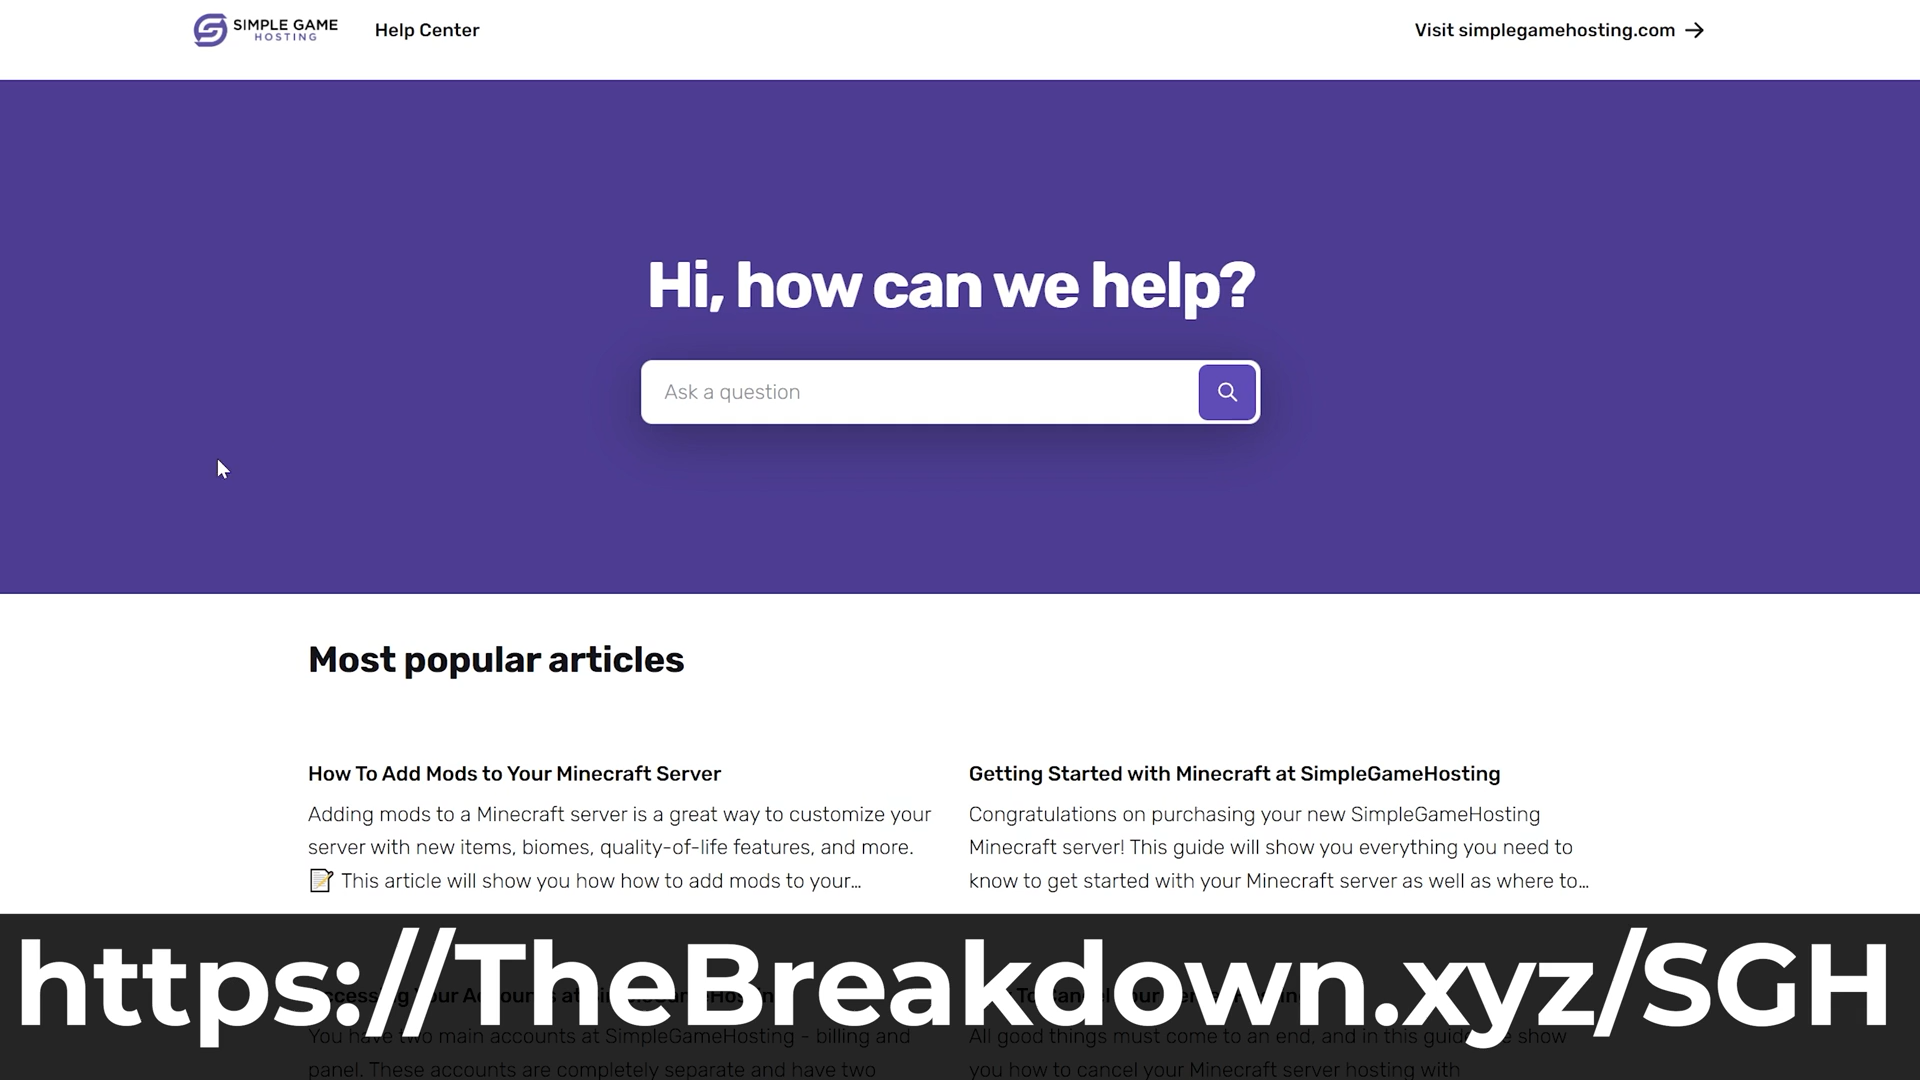 SIMPLE GAME
HOSTING
Help Center
Visit simplegamehosting.com
Hi, how can we help?
Ask a question
Most popular articles
How To Add Mods to Your Minecraft Server
Adding mods to a Minecraft server is a great way to customize your
server with new items, biomes, quality-of-life features, and more.
📝 This article will show you how how to add mods to your...
Getting Started with Minecraft at SimpleGameHosting
Congratulations on purchasing your new SimpleGameHosting
Minecraft server! This guide will show you everything you need to
know to get started with your Minecraft server as well as where to...
https://TheBreakdown.xyz/SGH
You have two main accounts at SimpleGameHosting - billing and
panel. These accounts are completely separate and have two
All good things must come to an end, and in this guide show
you how to cancel your Minecraft server hosting with